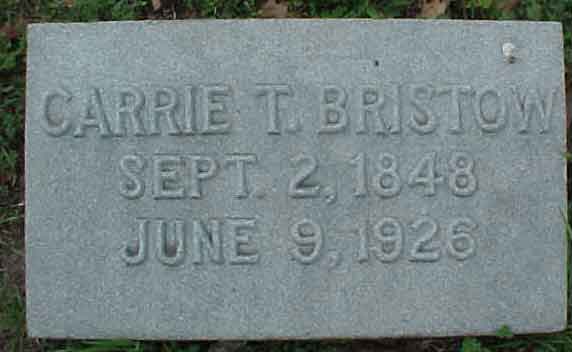 CARRIE T. BRISTOW
SEPT. 2, 1848
JUNE 9, 1926